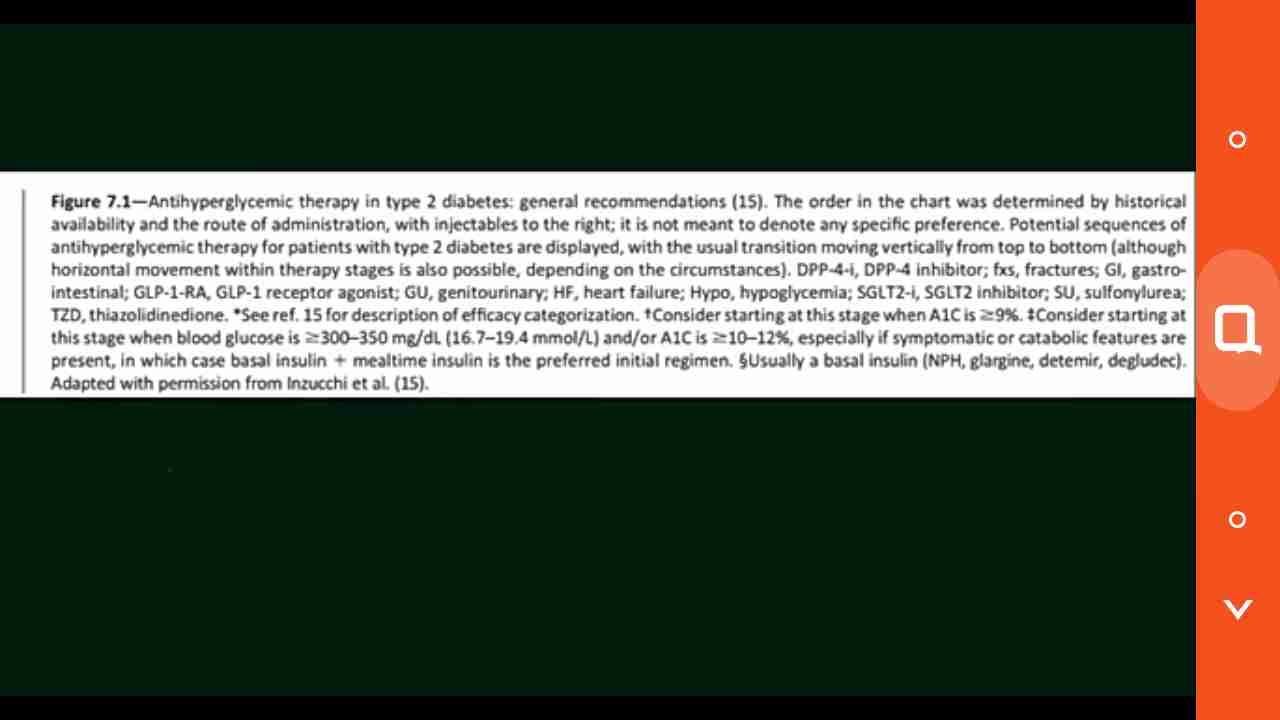 Figure 7.1—Antihyperglycemic therapy in type 2 diabetes: general recommendations (15). The order in the chart was determined by historical
availability and the route of administration, with injectables to the right; it is not meant to denote any specific preference. Potential sequences of
antihyperglycemic therapy for patients with type 2 diabetes are displayed, with the usual transition moving vertically from top to bottom (although
horizontal movement within therapy stages is also possible, depending on the circumstances). DPP-4-i, DPP-4 inhibitor; fxs, fractures; GI, gastro-
intestinal; GLP-1-RA, GLP-1 receptor agonist; GU, genitourinary; HF, heart failure; Hypo, hypoglycemia; SGLT2-i, SGLT2 inhibitor; SU, sulfonylurea;
TZD, thiazolidinedione. *See ref. 15 for description of efficacy categorization. †Consider starting at this stage when A1C is ≥9%. ‡Consider starting at
this stage when blood glucose is ≥300–350 mg/dL (16.7–19.4 mmol/L) and/or A1C is ≥10–12%, especially if symptomatic or catabolic features are
present, in which case basal insulin + mealtime insulin is the preferred initial regimen. §Usually a basal insulin (NPH, glargine, detemir, degludec).
Adapted with permission from Inzucchi et al. (15).